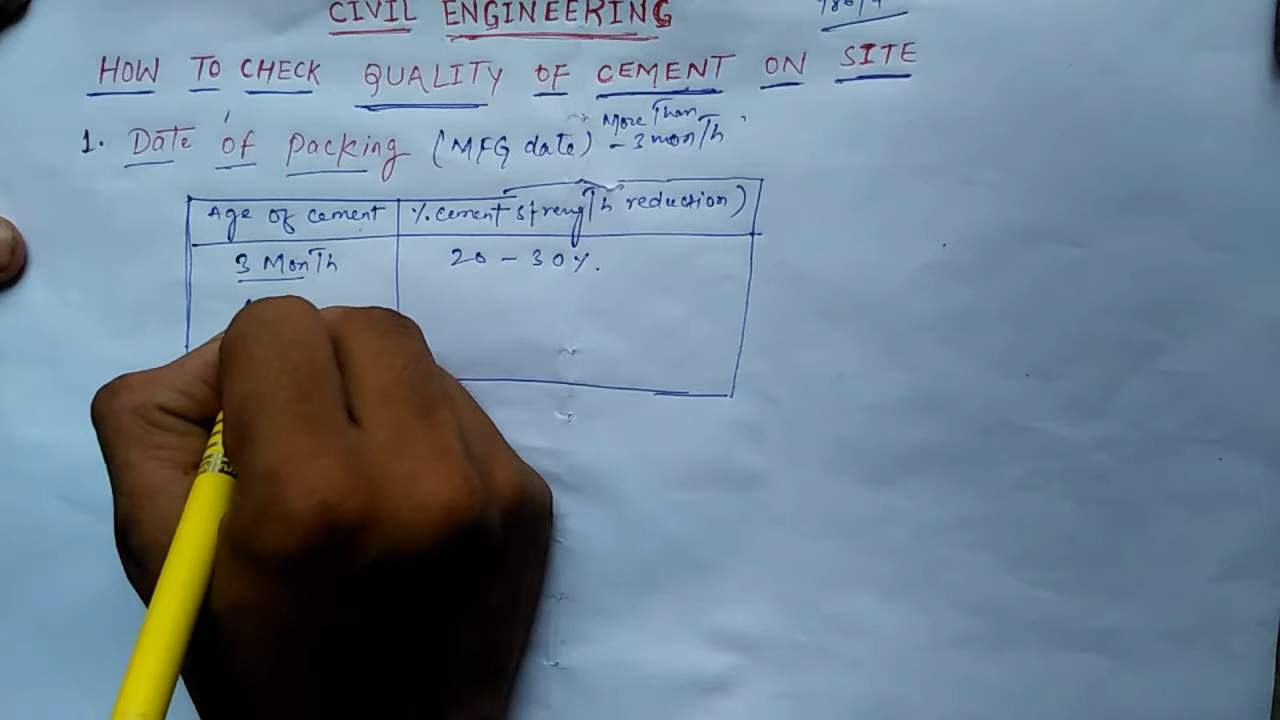 CIVIL ENGINEERING
HOW TO CHECK QUALITY OF CEMENT ON SITE
1. Date of packing (MFG date) - More Than 3 monTh
Age of cement | % cement strength reduction)
3 MonTh | 20 - 30%.